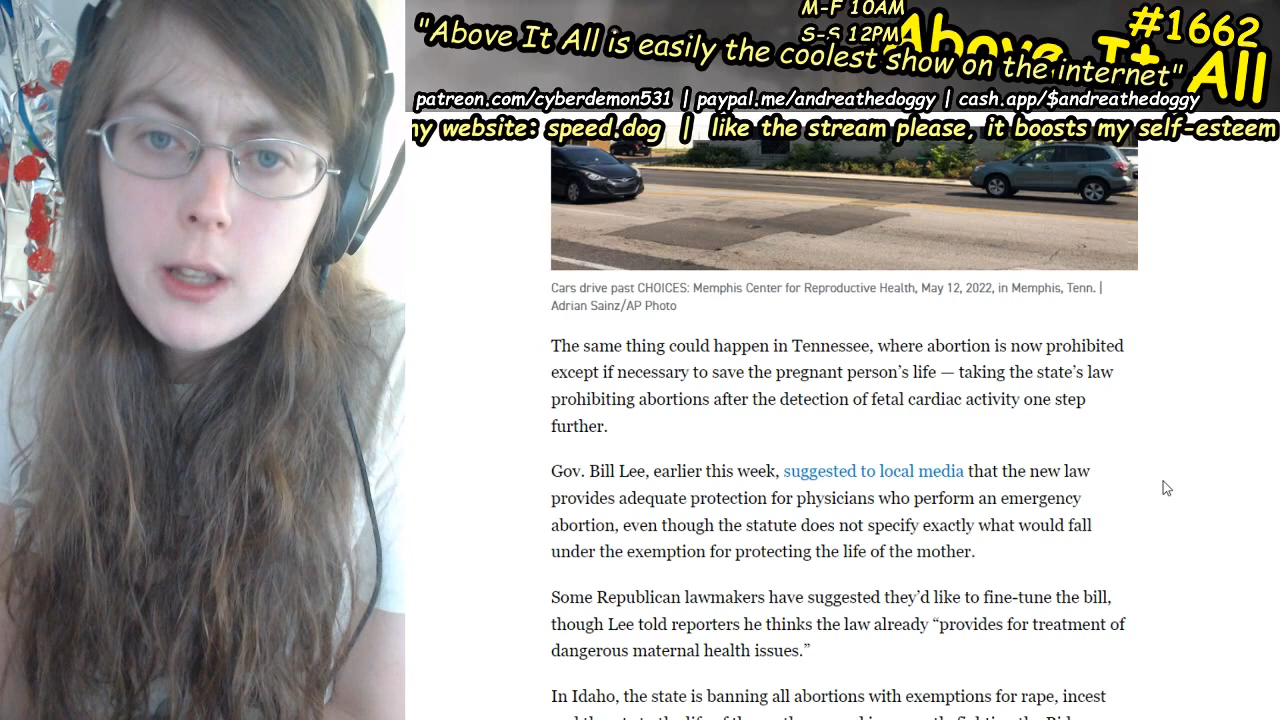 M-F 10AM
S-S 12PM
Above It All
#1662
"Above It All is easily the coolest show on the internet"
patreon.com/cyberdemon531 | paypal.me/andreathedoggy | cash.app/$andreathedoggy
my website: speed.dog | like the stream please, it boosts my self-esteem
Cars drive past CHOICES: Memphis Center for Reproductive Health, May 12, 2022, in Memphis, Tenn. |
Adrian Sainz/AP Photo
The same thing could happen in Tennessee, where abortion is now prohibited
except if necessary to save the pregnant person's life — taking the state's law
prohibiting abortions after the detection of fetal cardiac activity one step
further.
Gov. Bill Lee, earlier this week, suggested to local media that the new law
provides adequate protection for physicians who perform an emergency
abortion, even though the statute does not specify exactly what would fall
under the exemption for protecting the life of the mother.
Some Republican lawmakers have suggested they'd like to fine-tune the bill,
though Lee told reporters he thinks the law already “provides for treatment of
dangerous maternal health issues.”
In Idaho, the state is banning all abortions with exemptions for rape, incest